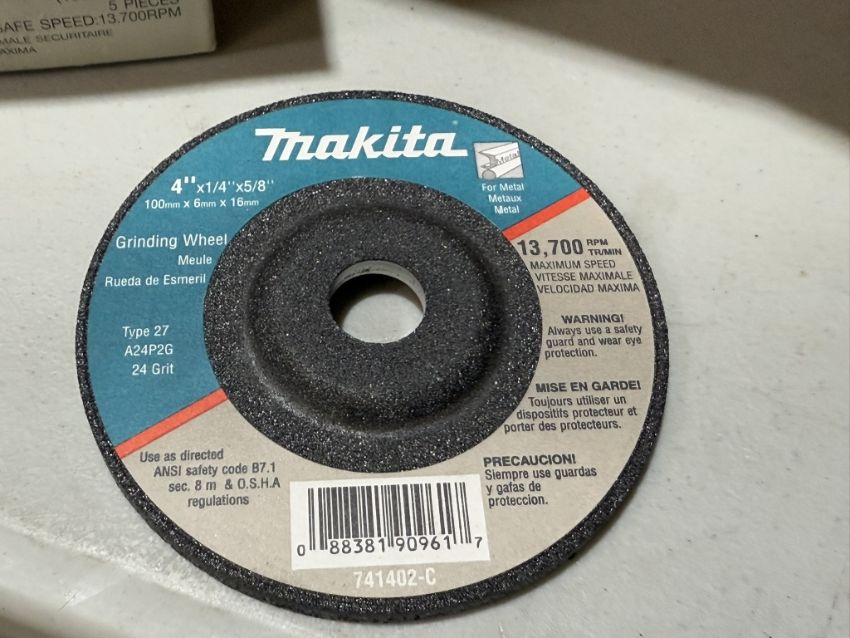 5 PIECES
SAFE SPEED:13.700RPM
MALE SECURITAIRE
AXIMA
makita
Metal
4"x1/4"x5/8"
100mm x 6mm x 16mm
For Metal
Metaux
Metal
Grinding Wheel
Meule
Rueda de Esmeril
13,700 RPM TR/MIN
MAXIMUM SPEED
VITESSE MAXIMALE
VELOCIDAD MAXIMA
Type 27
A24P2G
24 Grit
WARNING!
Always use a safety
guard and wear eye
protection.
MISE EN GARDE!
Toujours utiliser un
dispositifs protecteur et
porter des protecteurs.
Use as directed
ANSI safety code B7.1
sec. 8 m & O.S.H.A
regulations
PRECAUCION!
Siempre use guardas
y gafas de
proteccion.
0 88381 90961 7
741402-C